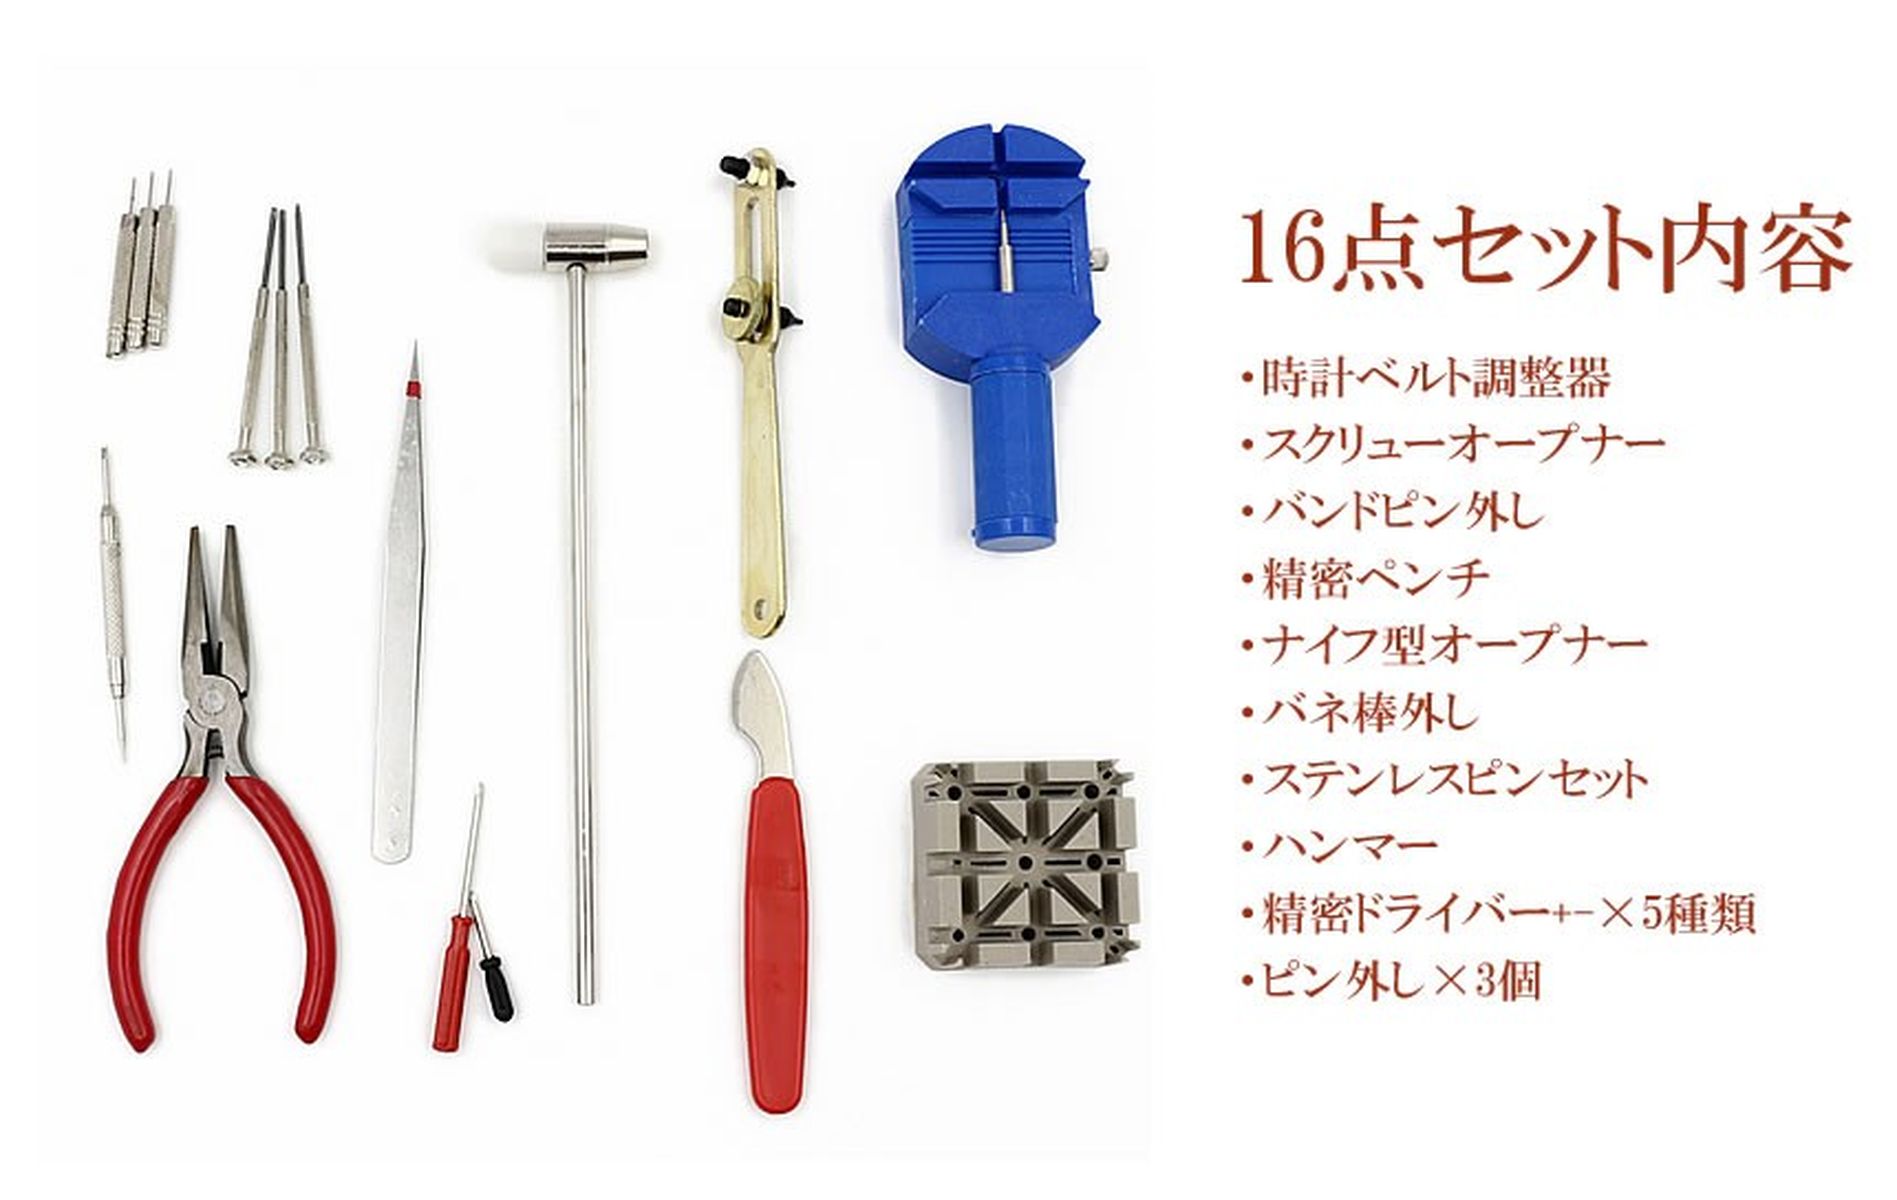 16点セット内容
・時計ベルト調整器
・スクリューオープナー
・バンドピン外し
・精密ペンチ
・ナイフ型オープナー
・バネ棒外し
・ステンレスピンセット
・ハンマー
・精密ドライバー+-×5種類
・ピン外し×3個